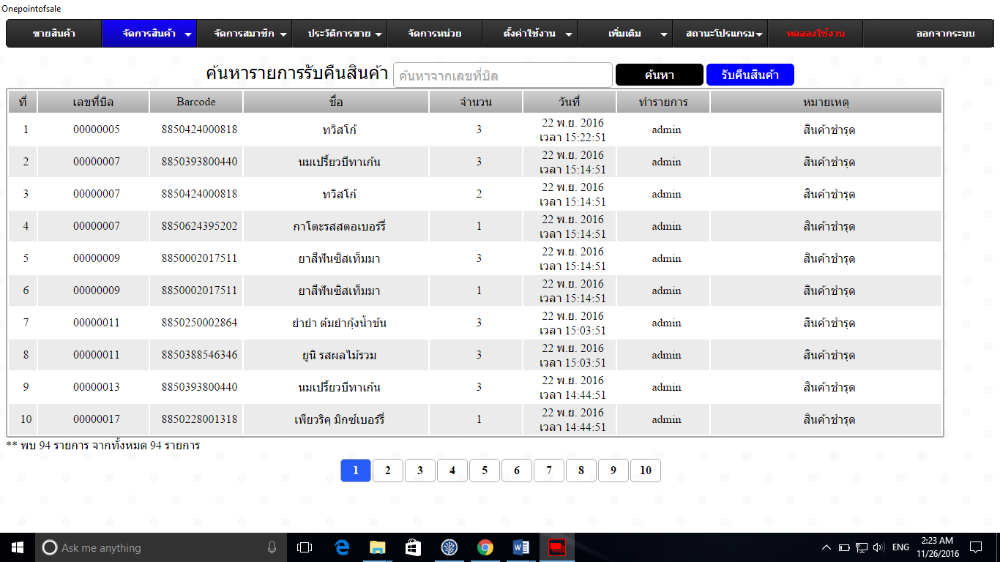 Onepointofsale
ขายสินค้า จัดการสินค้า จัดการสมาชิก ประวัติการขาย จัดการหน่วย ตั้งค่าใช้งาน เพิ่มเติม สถานะโปรแกรม ทดลองใช้งาน ออกจากระบบ
ค้นหารายการรับคืนสินค้า ค้นหาจากเลขที่บิล ค้นหา รับคืนสินค้า
ที่ เลขที่บิล Barcode ชื่อ จำนวน วันที่ ทำรายการ หมายเหตุ
1 00000005 8850424000818 ทวิสโก้ 3 22 พ.ย. 2016 เวลา 15:22:51 admin สินค้าชำรุด
2 00000007 8850393800440 นมเปรี้ยวบีทาเก้น 3 22 พ.ย. 2016 เวลา 15:14:51 admin สินค้าชำรุด
3 00000007 8850424000818 ทวิสโก้ 2 22 พ.ย. 2016 เวลา 15:14:51 admin สินค้าชำรุด
4 00000007 8850624395202 กาโตะรสสตอเบอร์รี่ 1 22 พ.ย. 2016 เวลา 15:14:51 admin สินค้าชำรุด
5 00000009 8850002017511 ยาสีฟันซิสเท็มมา 3 22 พ.ย. 2016 เวลา 15:14:51 admin สินค้าชำรุด
6 00000009 8850002017511 ยาสีฟันซิสเท็มมา 1 22 พ.ย. 2016 เวลา 15:14:51 admin สินค้าชำรุด
7 00000011 8850250002864 ยำยำ ต้มยำกุ้งน้ำข้น 3 22 พ.ย. 2016 เวลา 15:03:51 admin สินค้าชำรุด
8 00000011 8850388546346 ยูนิ รสผลไม้รวม 3 22 พ.ย. 2016 เวลา 15:03:51 admin สินค้าชำรุด
9 00000013 8850393800440 นมเปรี้ยวบีทาเก้น 3 22 พ.ย. 2016 เวลา 14:44:51 admin สินค้าชำรุด
10 00000017 8850228001318 เพียวริคุ มิกซ์เบอร์รี่ 1 22 พ.ย. 2016 เวลา 14:44:51 admin สินค้าชำรุด
** พบ 94 รายการ จากทั้งหมด 94 รายการ
1 2 3 4 5 6 7 8 9 10
Ask me anything ENG 2:23 AM
11/26/2016